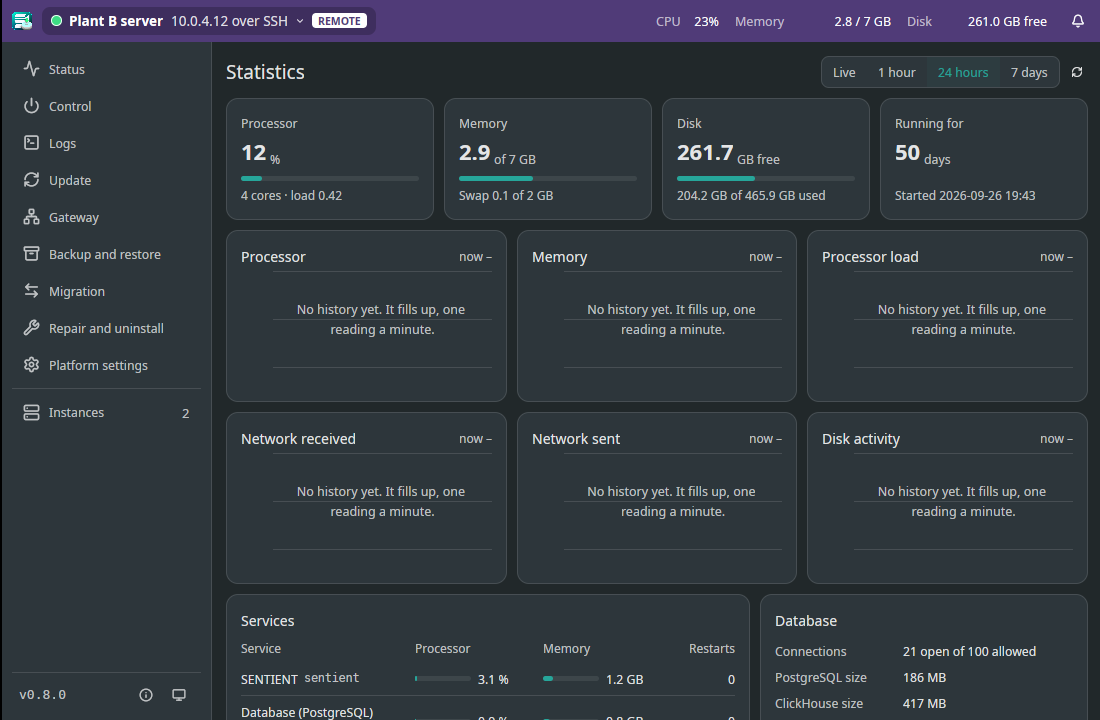 Plant B server 10.0.4.12 over SSH REMOTE CPU 23% Memory 2.8 / 7 GB Disk 261.0 GB free
Status
Control
Logs
Update
Gateway
Backup and restore
Migration
Repair and uninstall
Platform settings
Instances 2
v0.8.0
Statistics
Live 1 hour 24 hours 7 days
Processor
12 %
4 cores · load 0.42
Memory
2.9 of 7 GB
Swap 0.1 of 2 GB
Disk
261.7 GB free
204.2 GB of 465.9 GB used
Running for
50 days
Started 2026-09-26 19:43
Processor now –
No history yet. It fills up, one
reading a minute.
Memory now –
No history yet. It fills up, one
reading a minute.
Processor load now –
No history yet. It fills up, one
reading a minute.
Network received now –
No history yet. It fills up, one
reading a minute.
Network sent now –
No history yet. It fills up, one
reading a minute.
Disk activity now –
No history yet. It fills up, one
reading a minute.
Services
Service Processor Memory Restarts
SENTIENT sentient 3.1 % 1.2 GB 0
Database (PostgreSQL)
Database
Connections 21 open of 100 allowed
PostgreSQL size 186 MB
ClickHouse size 417 MB